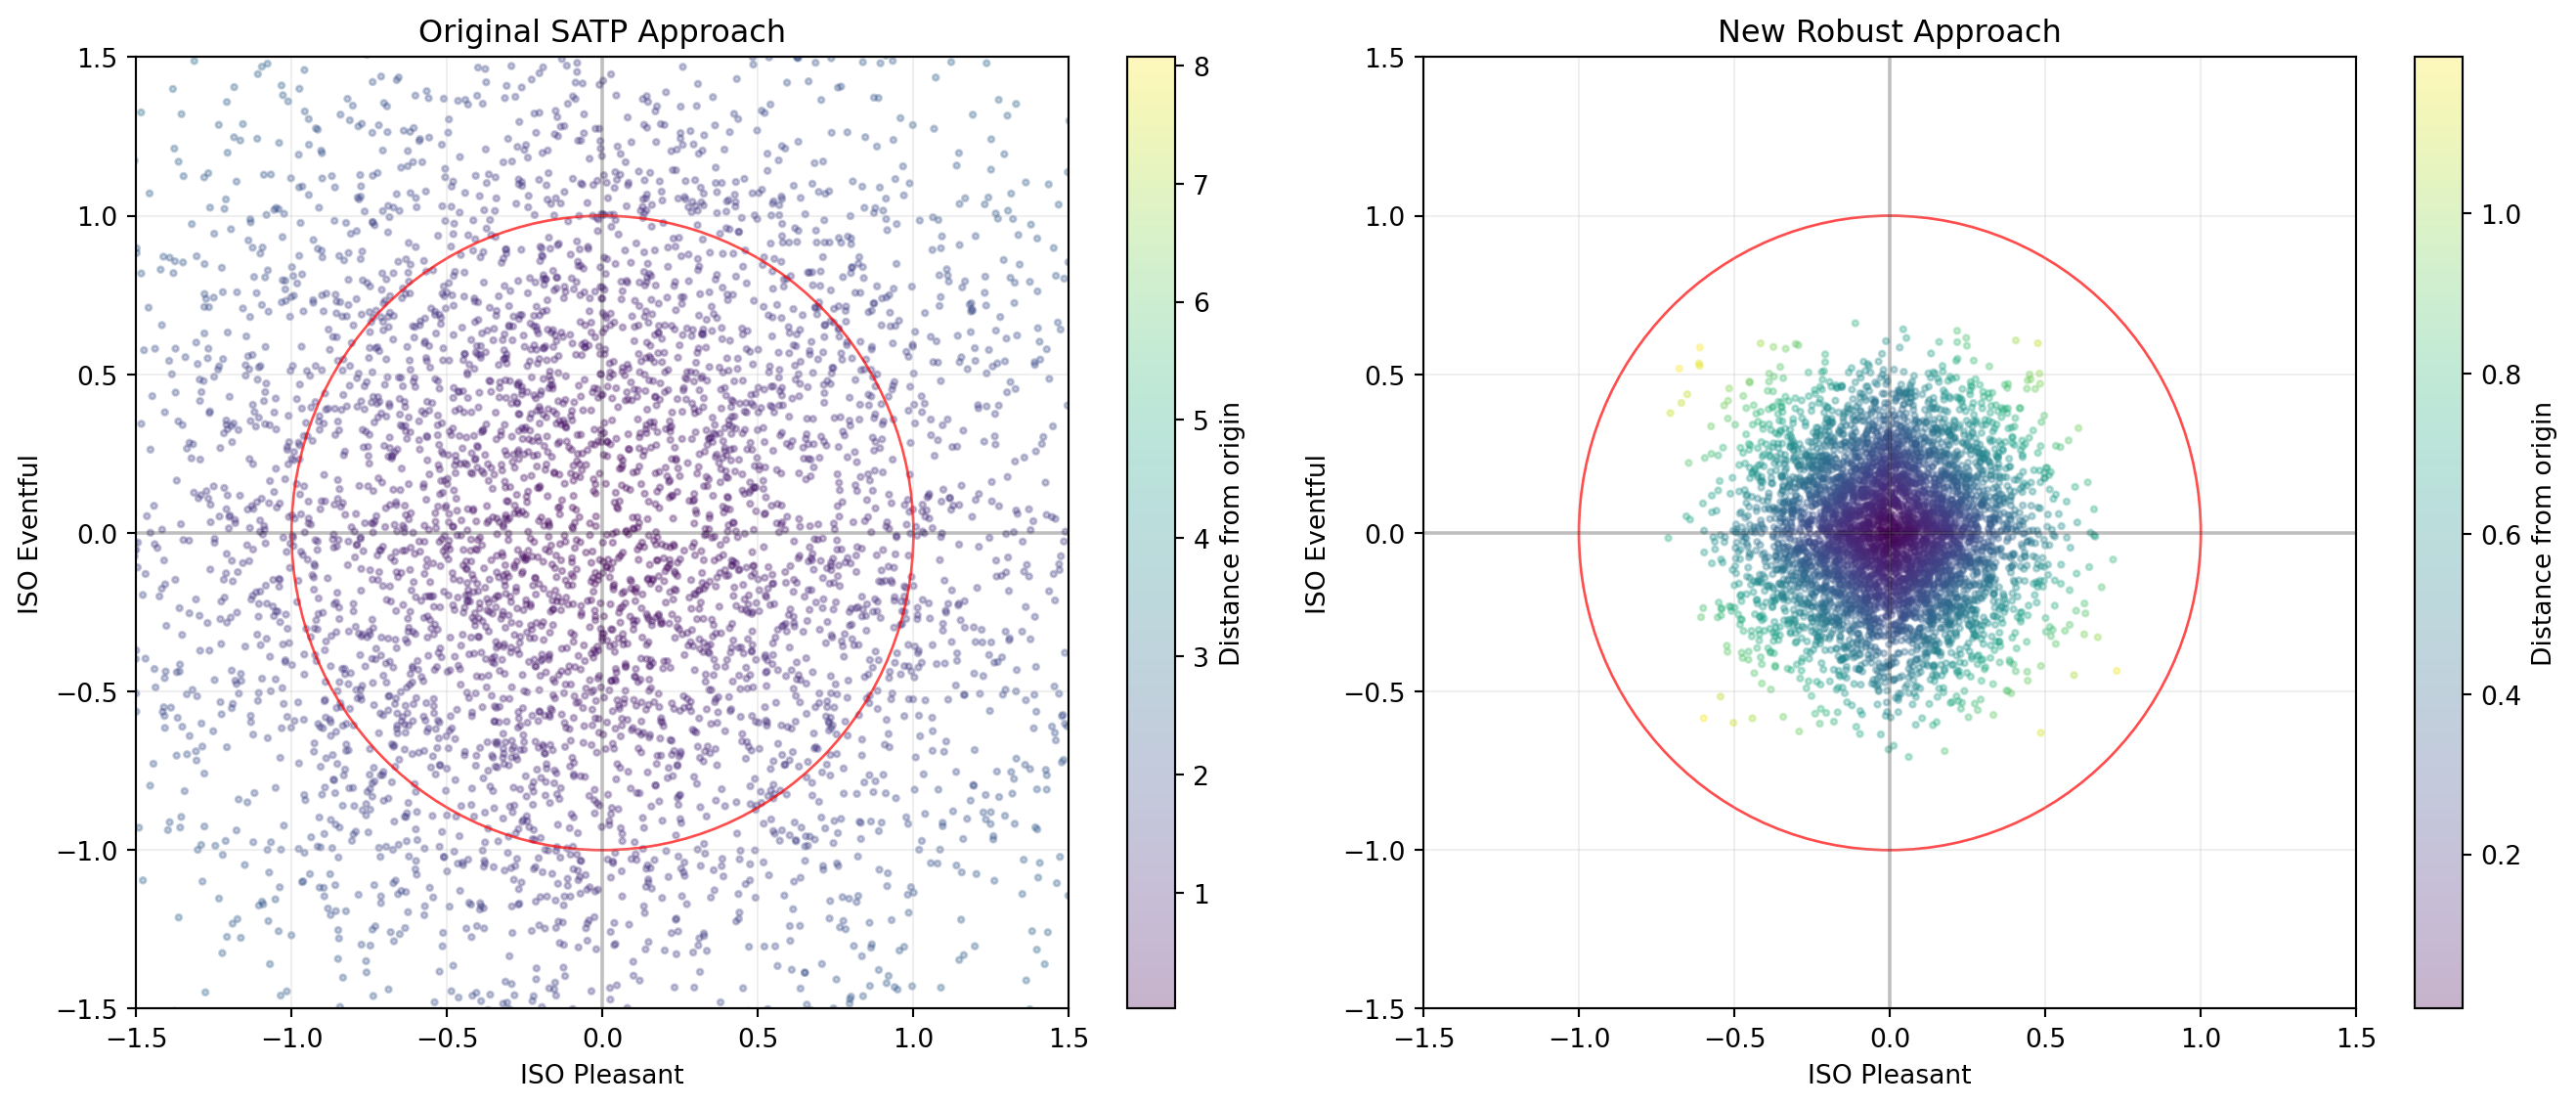 Original SATP Approach
1.5
1.0
0.5
0.0
−0.5
−1.0
−1.5
ISO Eventful
−1.5 −1.0 −0.5 0.0 0.5 1.0 1.5
ISO Pleasant
8
7
6
5
4
3
2
1
Distance from origin
New Robust Approach
1.5
1.0
0.5
0.0
−0.5
−1.0
−1.5
ISO Eventful
−1.5 −1.0 −0.5 0.0 0.5 1.0 1.5
ISO Pleasant
1.0
0.8
0.6
0.4
0.2
Distance from origin